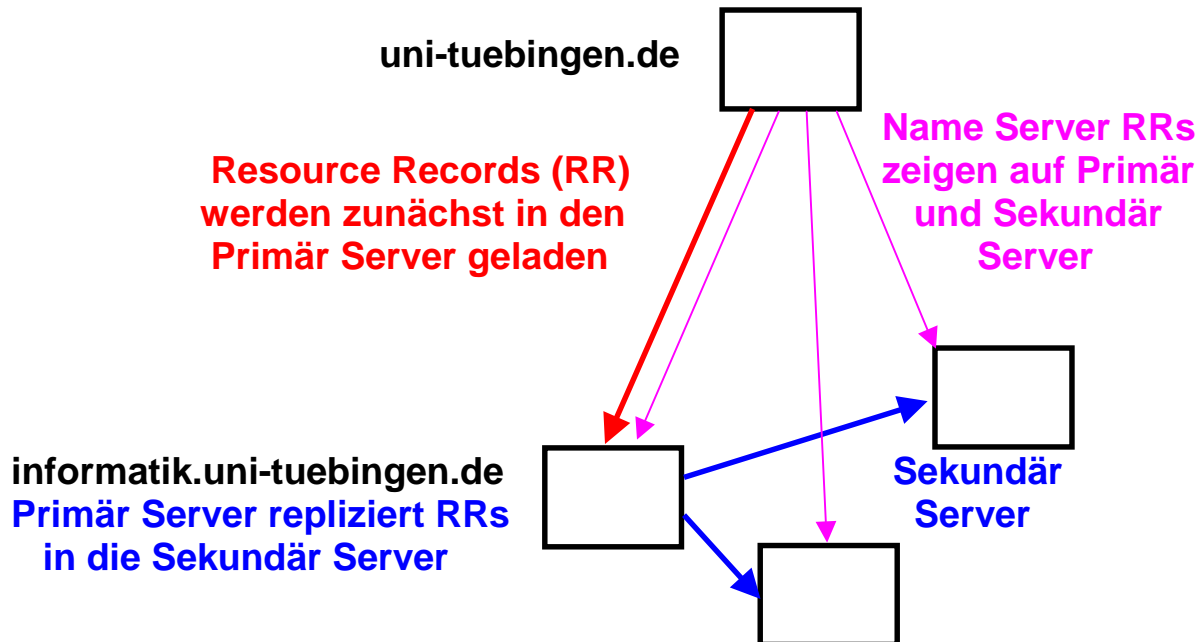 uni-tuebingen.de
Name Server RRs
zeigen auf Primär
und Sekundär
Server
Resource Records (RR)
werden zunächst in den
Primär Server geladen
informatik.uni-tuebingen.de
Primär Server repliziert RRs
in die Sekundär Server
Sekundär
Server